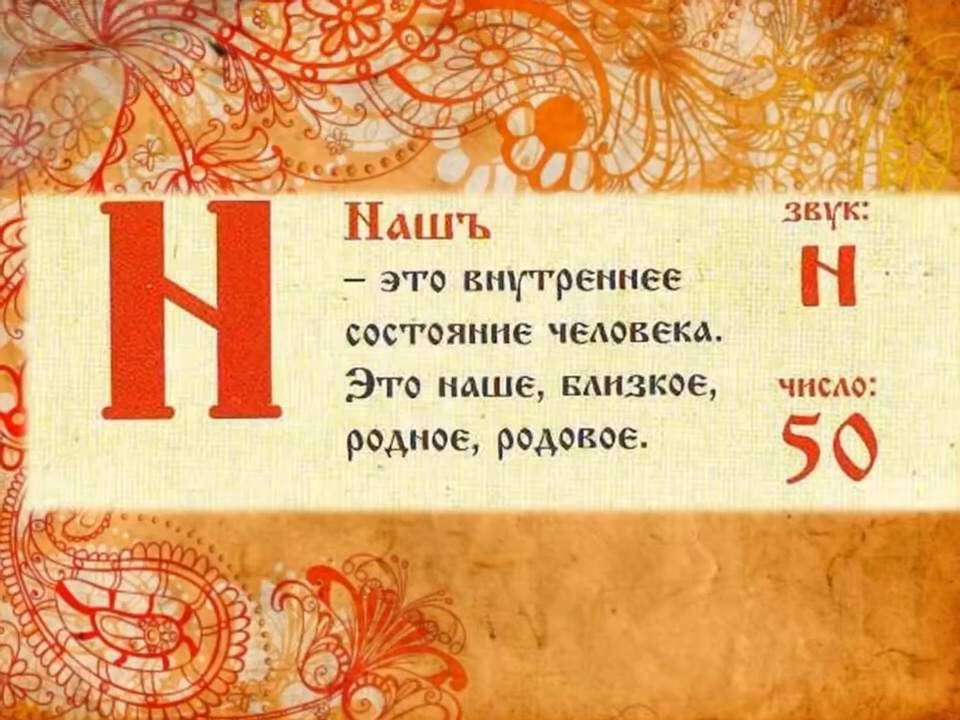 N
Нашъ
– это внутреннее
состояние человека.
Это наше, близкое,
родное, родовое.
звук:
N
число:
50